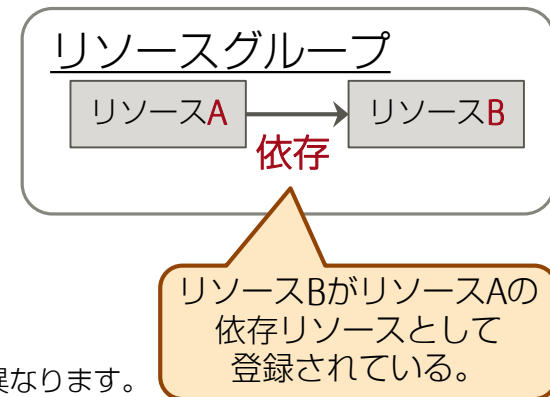 リソースグループ
リソースA
リソースB
依存
リソースBがリソースAの
依存リソースとして
登録されている。
異なります。